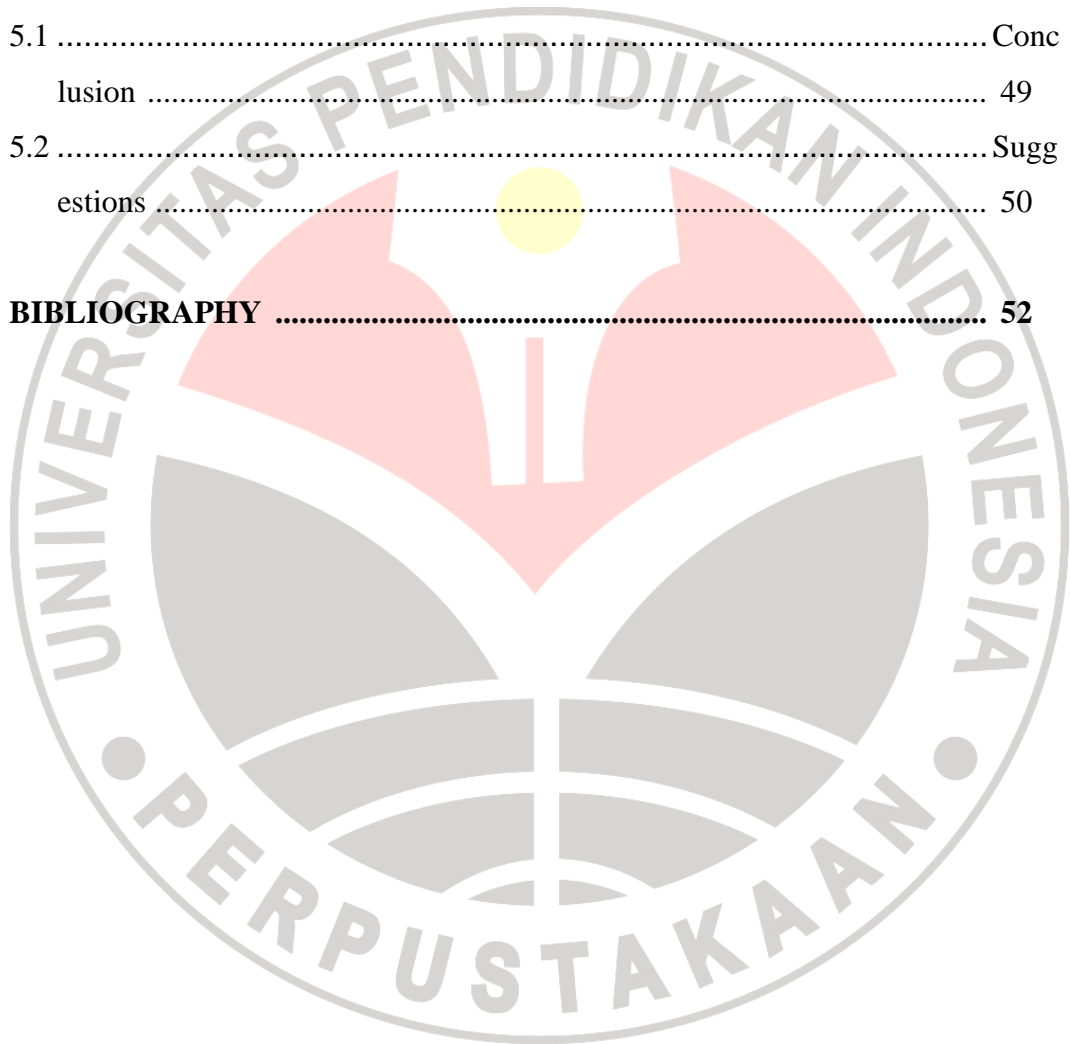 5.1 ........................................................................................................ Conc
lusion ........................................................................................................ 49
5.2 ........................................................................................................ Sugg
estions ........................................................................................................ 50
BIBLIOGRAPHY ........................................................................................ 52
UNIVERSITAS PENDIDIKAN INDONESIA
PERPUSTAKAAN